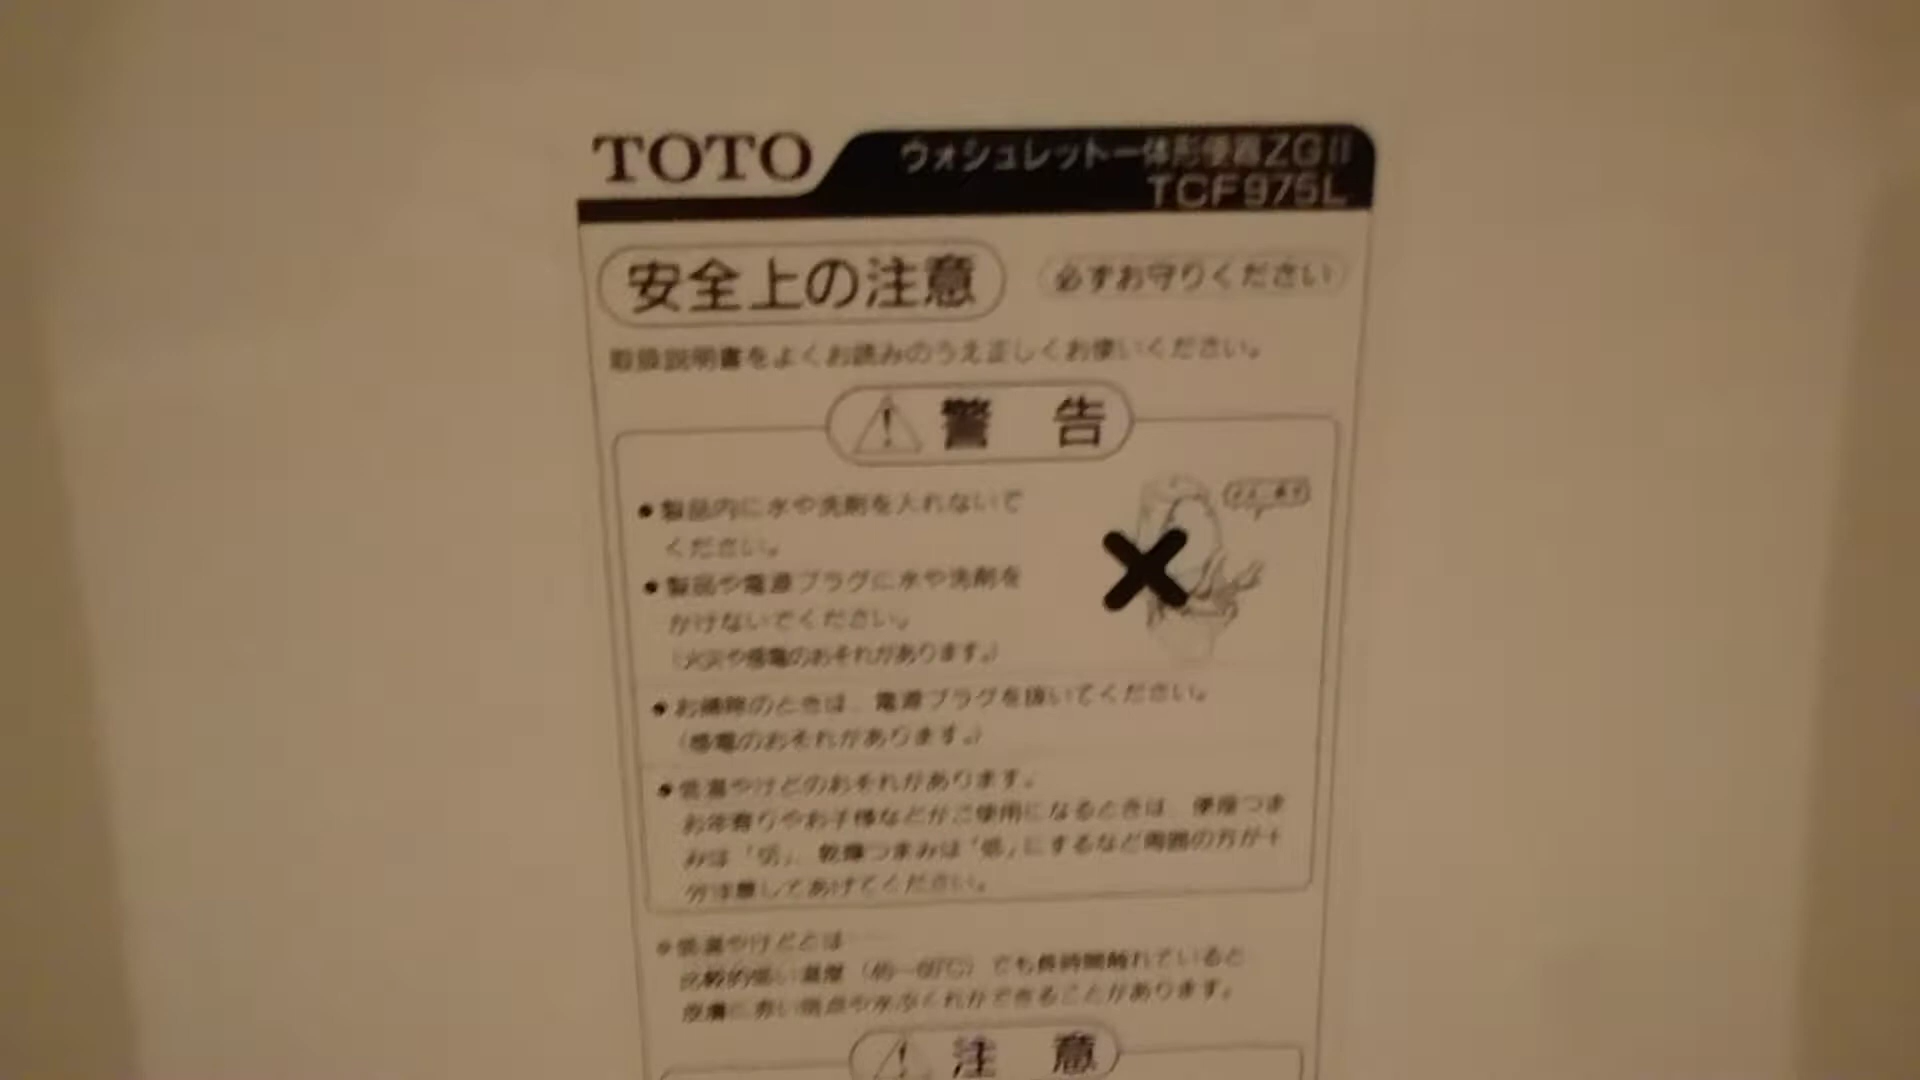 TOTO
ウォシュレット一体形便器ZGⅡ
TCF975L
安全上の注意
必ずお守りください
取扱説明書をよくお読みのうえ正しくお使いください。
警 告
●製品内に水や洗剤を入れないで
ください。
●製品や電源プラグに水や洗剤を
かけないでください。
(火災や感電のおそれがあります。)
●お掃除のときは、電源プラグを抜いてください。
(感電のおそれがあります。)
●低温やけどのおそれがあります。
お年寄りやお子様などがご使用になるときは、便座つま
みは「切」、乾燥つまみは「低」にするなど周囲の方が十
分注意してあげてください。
※低温やけどとは
比較的低い温度 でも長時間触れていると
皮膚に赤い斑点や水ぶくれができることがあります。
注 意